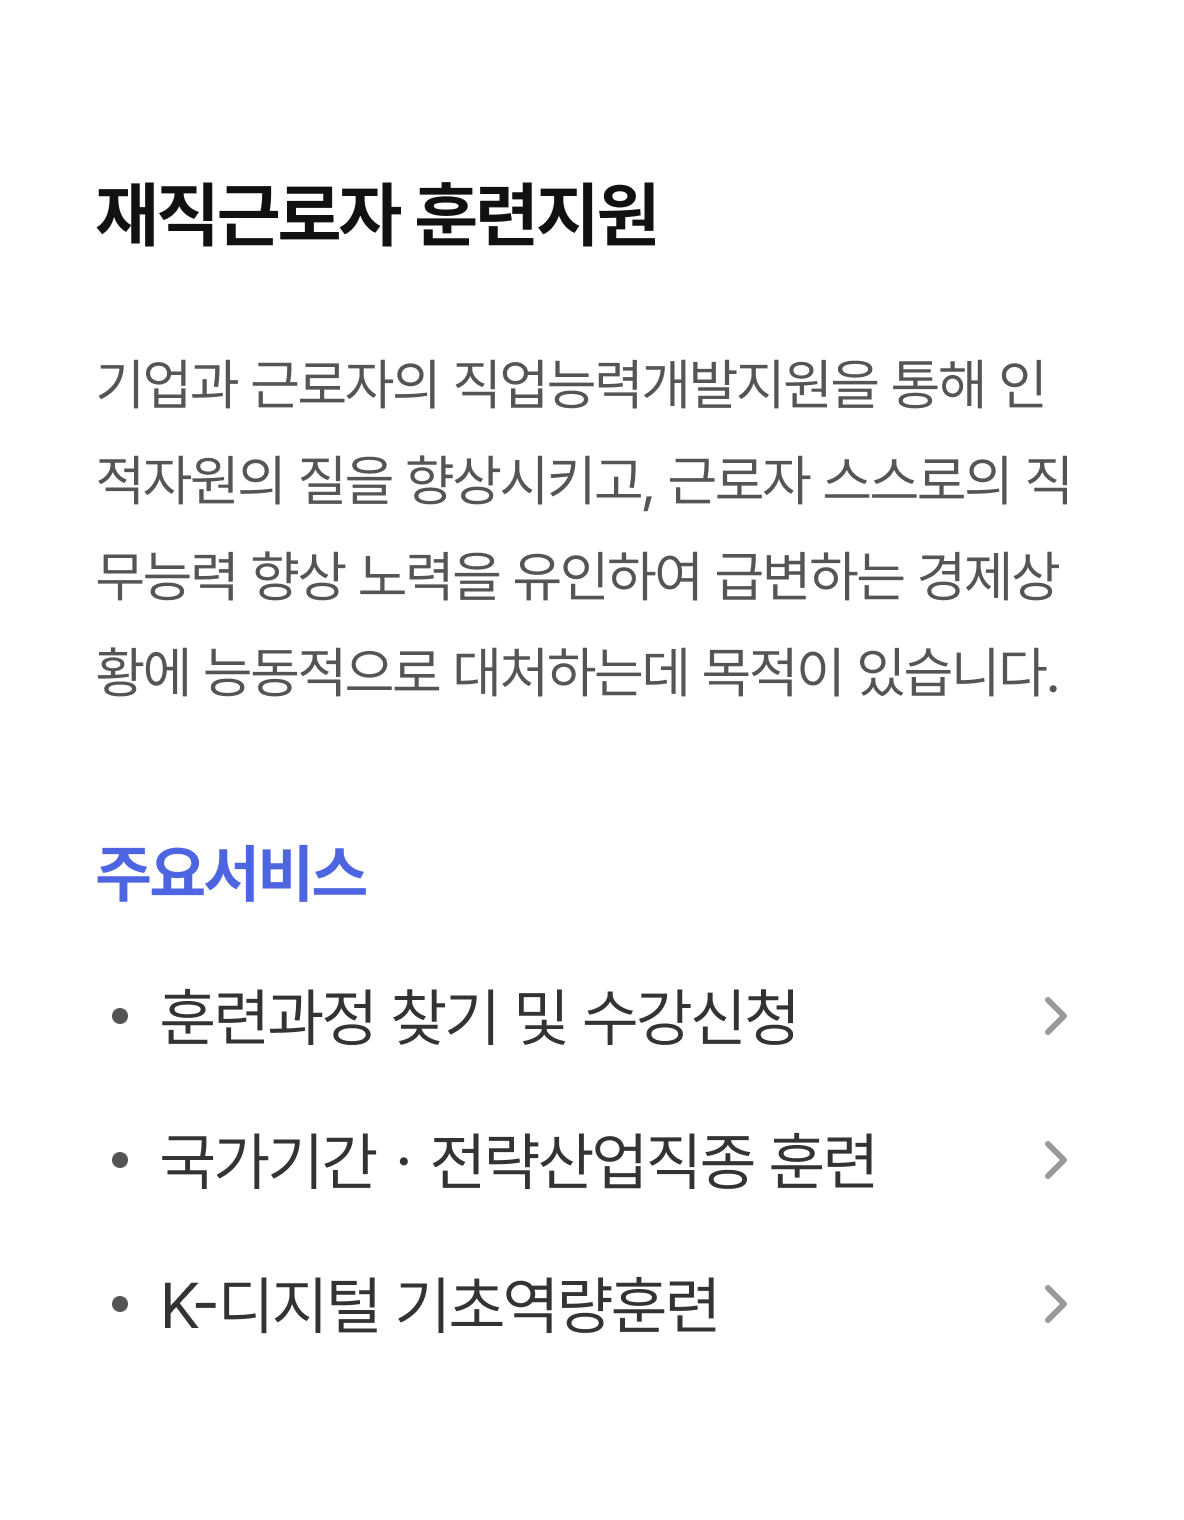 재직근로자 훈련지원
기업과 근로자의 직업능력개발지원을 통해 인
적자원의 질을 향상시키고, 근로자 스스로의 직
무능력 향상 노력을 유인하여 급변하는 경제상
황에 능동적으로 대처하는데 목적이 있습니다.
주요서비스
• 훈련과정 찾기 및 수강신청
• 국가기간 · 전략산업직종 훈련
• K-디지털 기초역량훈련